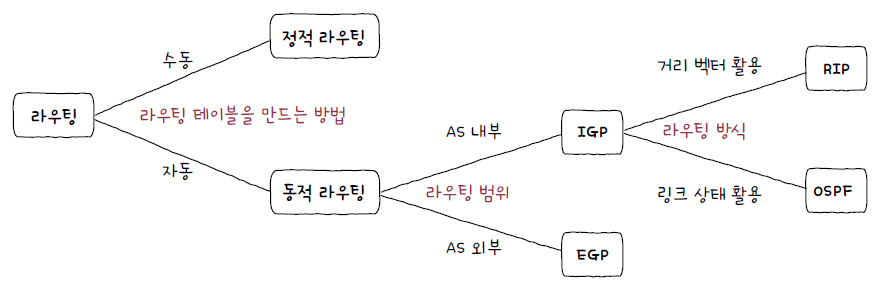 라우팅
수동
라우팅 테이블을 만드는 방법
자동
정적 라우팅
동적 라우팅
AS 내부
라우팅 범위
AS 외부
IGP
EGP
거리 벡터 활용
라우팅 방식
링크 상태 활용
RIP
OSPF